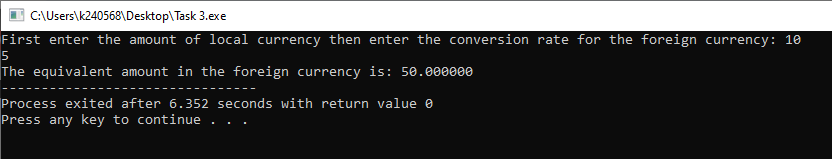 C:\Users\k240568\Desktop\Task 3.exe
First enter the amount of local currency then enter the conversion rate for the foreign currency: 10
5
The equivalent amount in the foreign currency is: 50.000000
--------------------------------
Process exited after 6.352 seconds with return value 0
Press any key to continue . . .